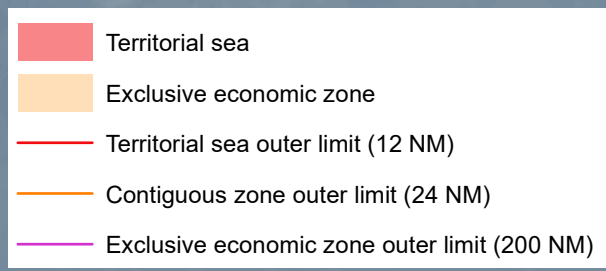 Territorial sea
Exclusive economic zone
Territorial sea outer limit (12 NM)
Contiguous zone outer limit (24 NM)
Exclusive economic zone outer limit (200 NM)